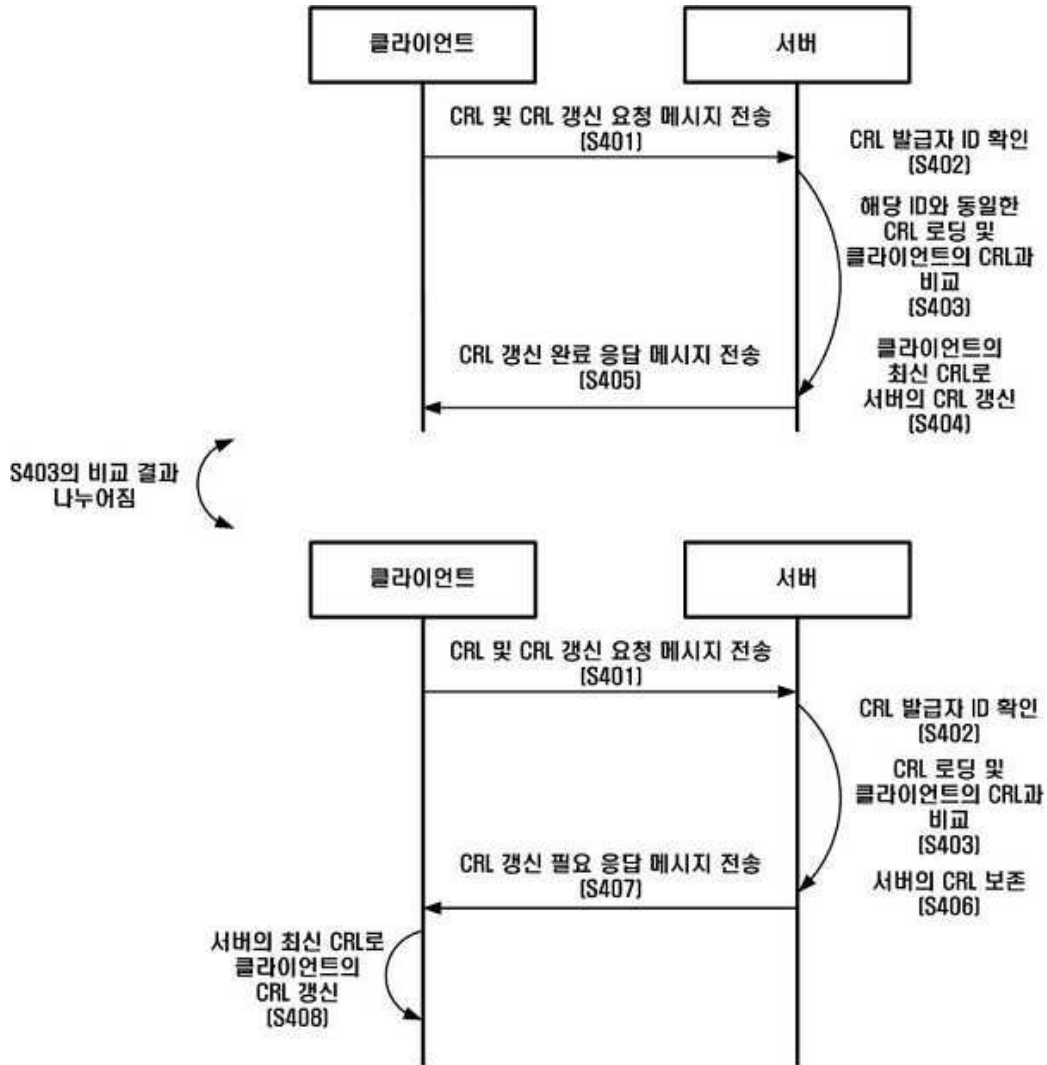 클라이언트
서버
CRL 및 CRL 갱신 요청 메시지 전송
(S401)
CRL 발급자 ID 확인
(S402)
해당 ID와 동일한
CRL 로딩 및
클라이언트의 CRL과
비교
(S403)
CRL 갱신 완료 응답 메시지 전송
(S405)
클라이언트의
최신 CRL로
서버의 CRL 갱신
(S404)
S403의 비교 결과
나누어짐
클라이언트
서버
CRL 및 CRL 갱신 요청 메시지 전송
(S401)
CRL 발급자 ID 확인
(S402)
CRL 로딩 및
클라이언트의 CRL과
비교
(S403)
CRL 갱신 필요 응답 메시지 전송
(S407)
서버의 CRL 보존
(S406)
서버의 최신 CRL로
클라이언트의
CRL 갱신
(S408)